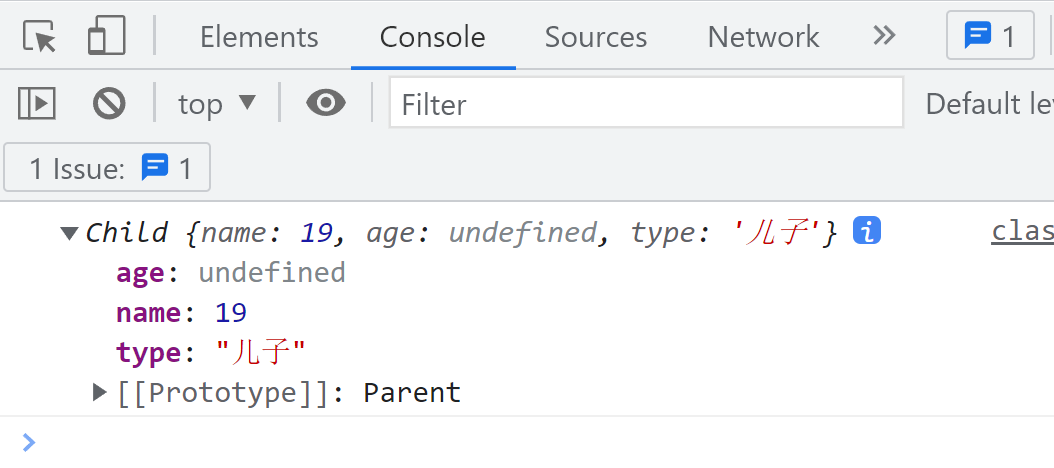 Elements Console Sources Network 1
top Filter Default le
1 Issue: 1
Child {name: 19, age: undefined, type: '儿子'} clas
age: undefined
name: 19
type: "儿子"
[[Prototype]]: Parent